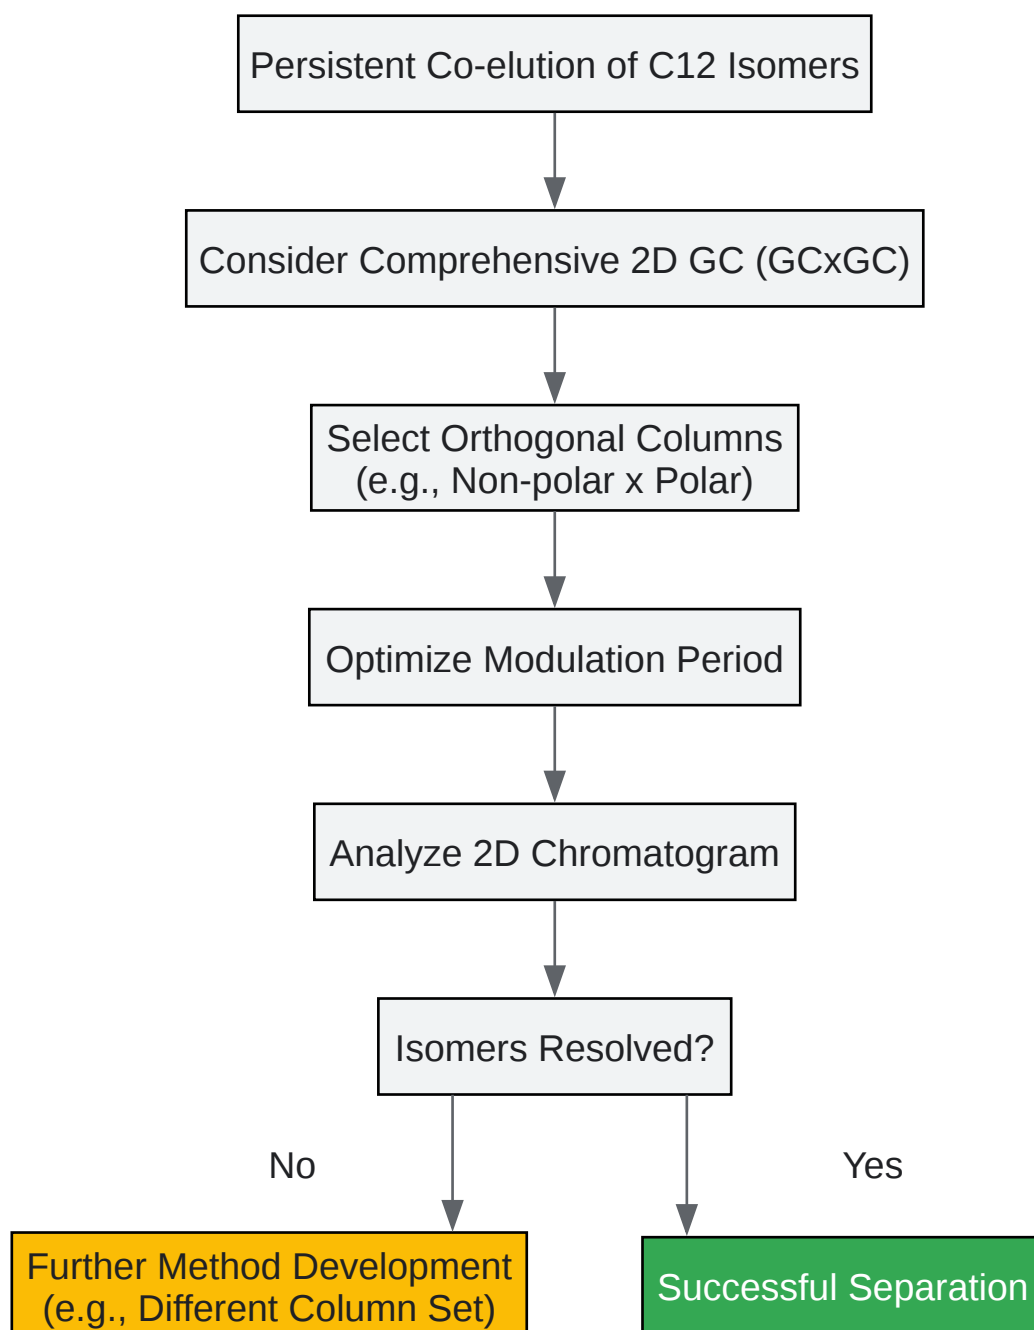 Persistent Co-elution of C12 Isomers
Consider Comprehensive 2D GC (GCxGC)
Select Orthogonal Columns
(e.g., Non-polar x Polar)
Optimize Modulation Period
Analyze 2D Chromatogram
Isomers Resolved?
No
Yes
Further Method Development
(e.g., Different Column Set)
Successful Separation